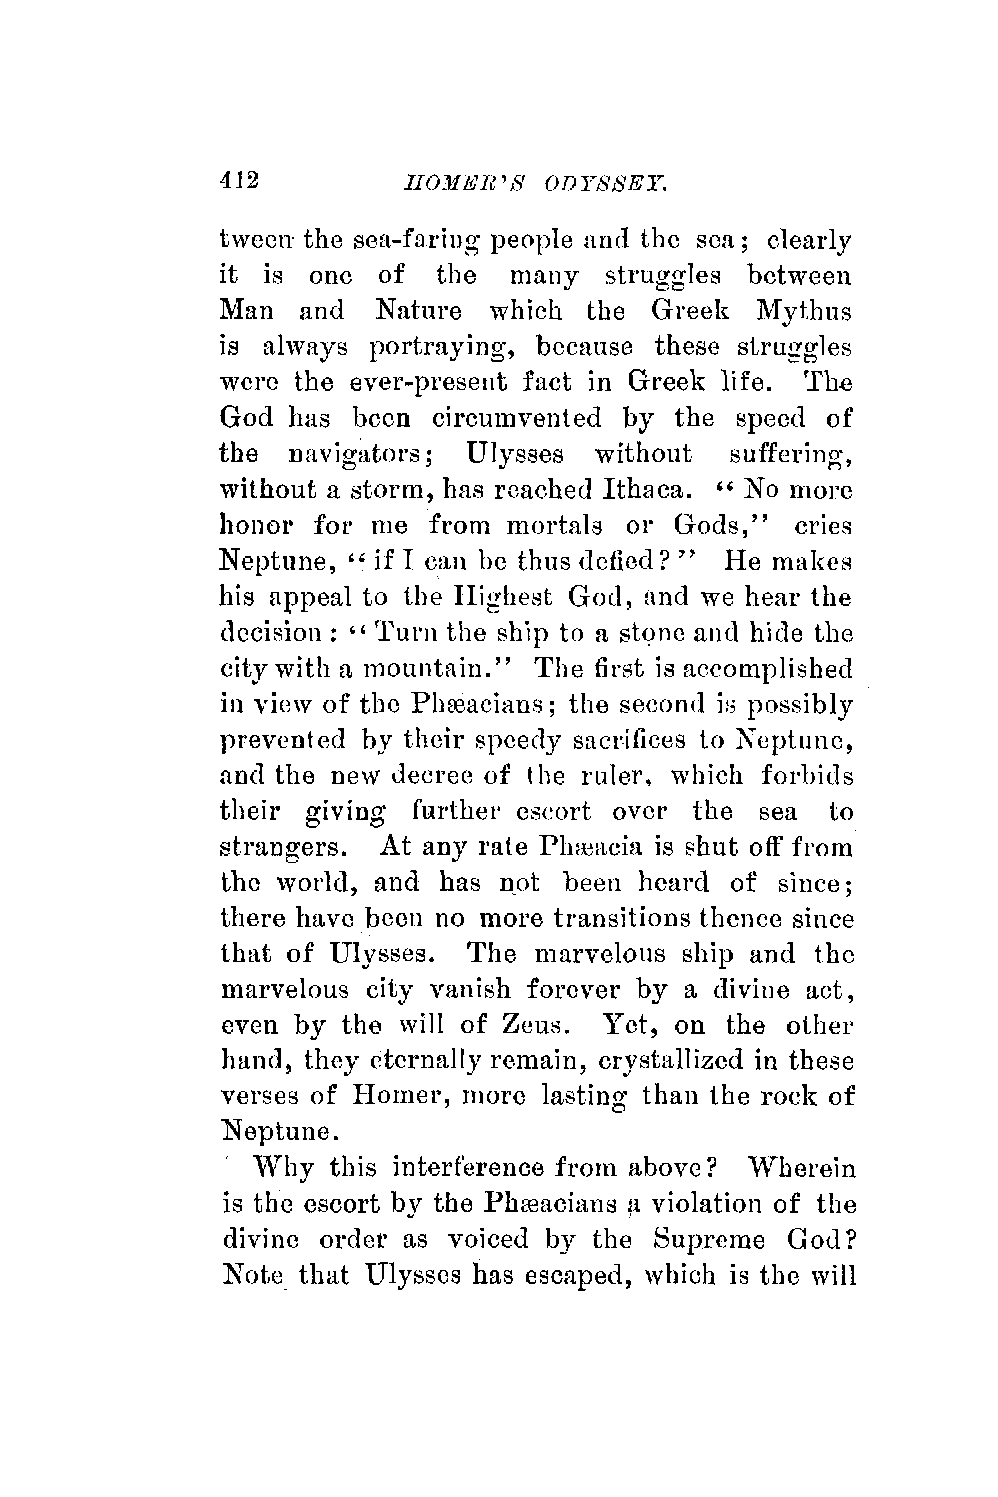 412 HOMER'S ODYSSEY.
tween the sea-faring people and the sea; clearly
it is one of the many struggles between
Man and Nature which the Greek Mythus
is always portraying, because these struggles
were the ever-present fact in Greek life. The
God has been circumvented by the speed of
the navigators; Ulysses without suffering,
without a storm, has reached Ithaca. "No more
honor for me from mortals or Gods," cries
Neptune, "if I can be thus defied?" He makes
his appeal to the Highest God, and we hear the
decision: "Turn the ship to a stone and hide the
city with a mountain." The first is accomplished
in view of the Phæacians; the second is possibly
prevented by their speedy sacrifices to Neptune,
and the new decree of the ruler, which forbids
their giving further escort over the sea to
strangers. At any rate Phæacia is shut off from
the world, and has not been heard of since;
there have been no more transitions thence since
that of Ulysses. The marvelous ship and the
marvelous city vanish forever by a divine act,
even by the will of Zeus. Yet, on the other
hand, they eternally remain, crystallized in these
verses of Homer, more lasting than the rock of
Neptune.
Why this interference from above? Wherein
is the escort by the Phæacians a violation of the
divine order as voiced by the Supreme God?
Note that Ulysses has escaped, which is the will